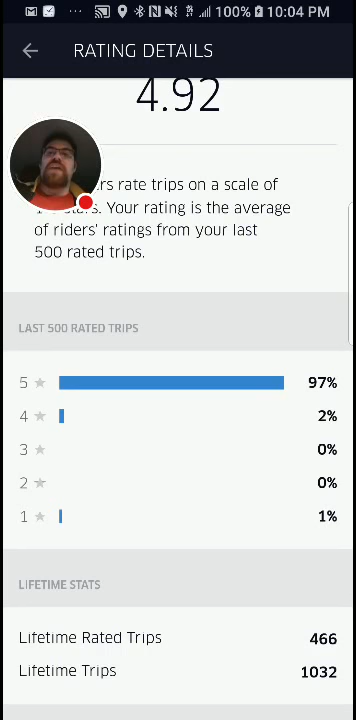 100% 10:04 PM
RATING DETAILS
4.92
rs rate trips on a scale of
Your rating is the average
of riders' ratings from your last
500 rated trips.
LAST 500 RATED TRIPS
5 ★ 97%
4 ★ 2%
3 ★ 0%
2 ★ 0%
1 ★ 1%
LIFETIME STATS
Lifetime Rated Trips 466
Lifetime Trips 1032